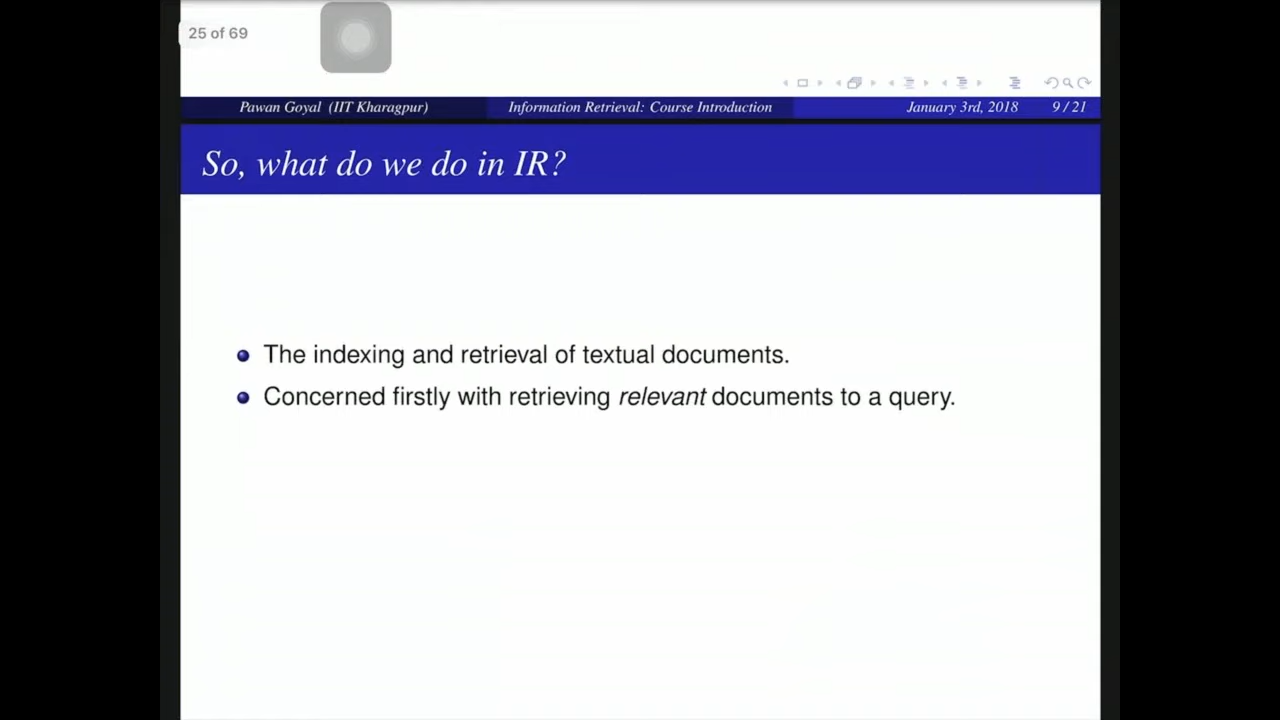 25 of 69
Pawan Goyal (IIT Kharagpur) Information Retrieval: Course Introduction January 3rd, 2018 9 / 21
So, what do we do in IR?
The indexing and retrieval of textual documents.
Concerned firstly with retrieving relevant documents to a query.